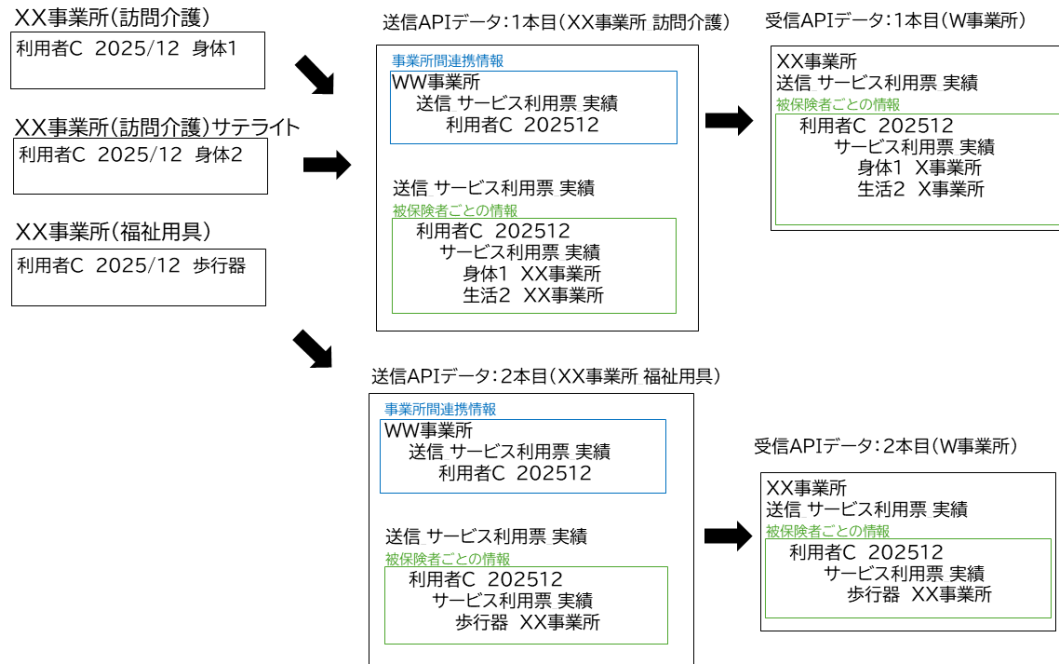 XX事業所(訪問介護)
利用者C 2025/12 身体1
XX事業所(訪問介護)サテライト
利用者C 2025/12 身体2
XX事業所(福祉用具)
利用者C 2025/12 歩行器
送信APIデータ:1本目(XX事業所 訪問介護)
事業所間連携情報
WW事業所
送信 サービス利用票 実績
利用者C 202512
送信 サービス利用票 実績
被保険者ごとの情報
利用者C 202512
サービス利用票 実績
身体1 XX事業所
生活2 XX事業所
受信APIデータ:1本目(W事業所)
XX事業所
送信 サービス利用票 実績
被保険者ごとの情報
利用者C 202512
サービス利用票 実績
身体1 X事業所
生活2 X事業所
送信APIデータ:2本目(XX事業所 福祉用具)
事業所間連携情報
WW事業所
送信 サービス利用票 実績
利用者C 202512
送信 サービス利用票 実績
被保険者ごとの情報
利用者C 202512
サービス利用票 実績
歩行器 XX事業所
受信APIデータ:2本目(W事業所)
XX事業所
送信 サービス利用票 実績
被保険者ごとの情報
利用者C 202512
サービス利用票 実績
歩行器 XX事業所